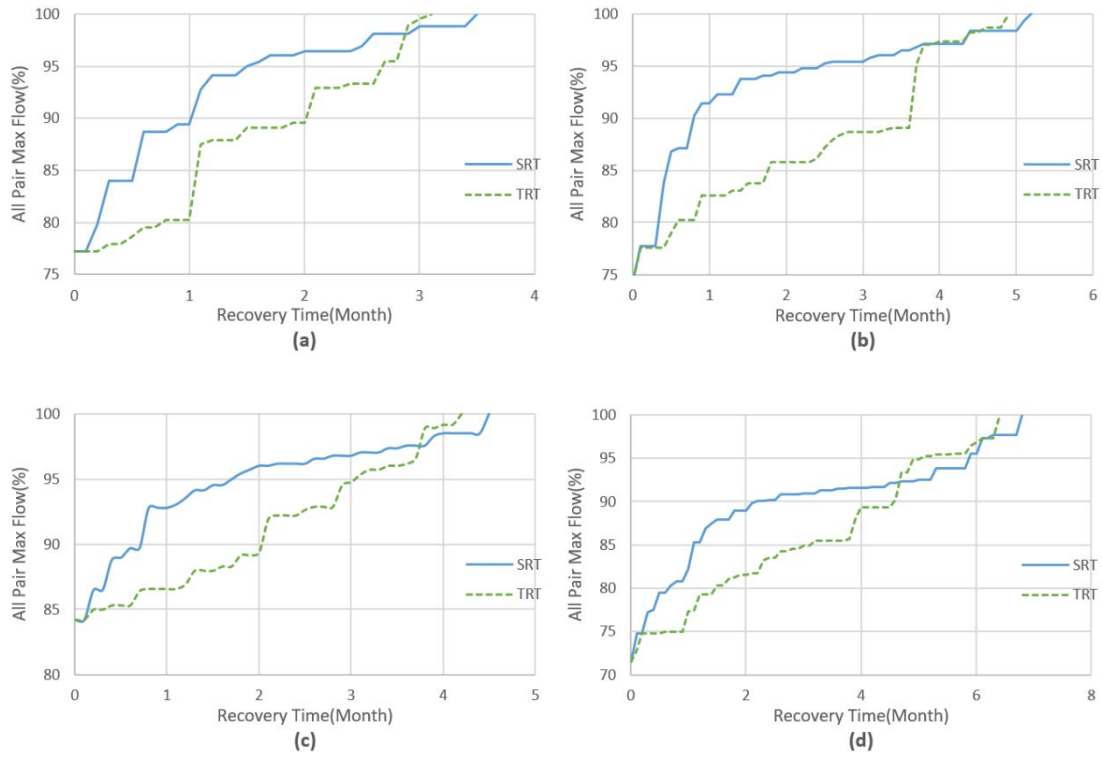 All Pair Max Flow(%)
100
95
90
85
80
75
0 1 2 3 4
SRT
TRT
Recovery Time(Month)
(a)
All Pair Max Flow(%)
100
95
90
85
80
75
0 1 2 3 4 5 6
SRT
TRT
Recovery Time(Month)
(b)
All Pair Max Flow(%)
100
95
90
85
80
0 1 2 3 4 5
SRT
TRT
Recovery Time(Month)
(c)
All Pair Max Flow(%)
100
95
90
85
80
75
70
0 2 4 6 8
SRT
TRT
Recovery Time(Month)
(d)